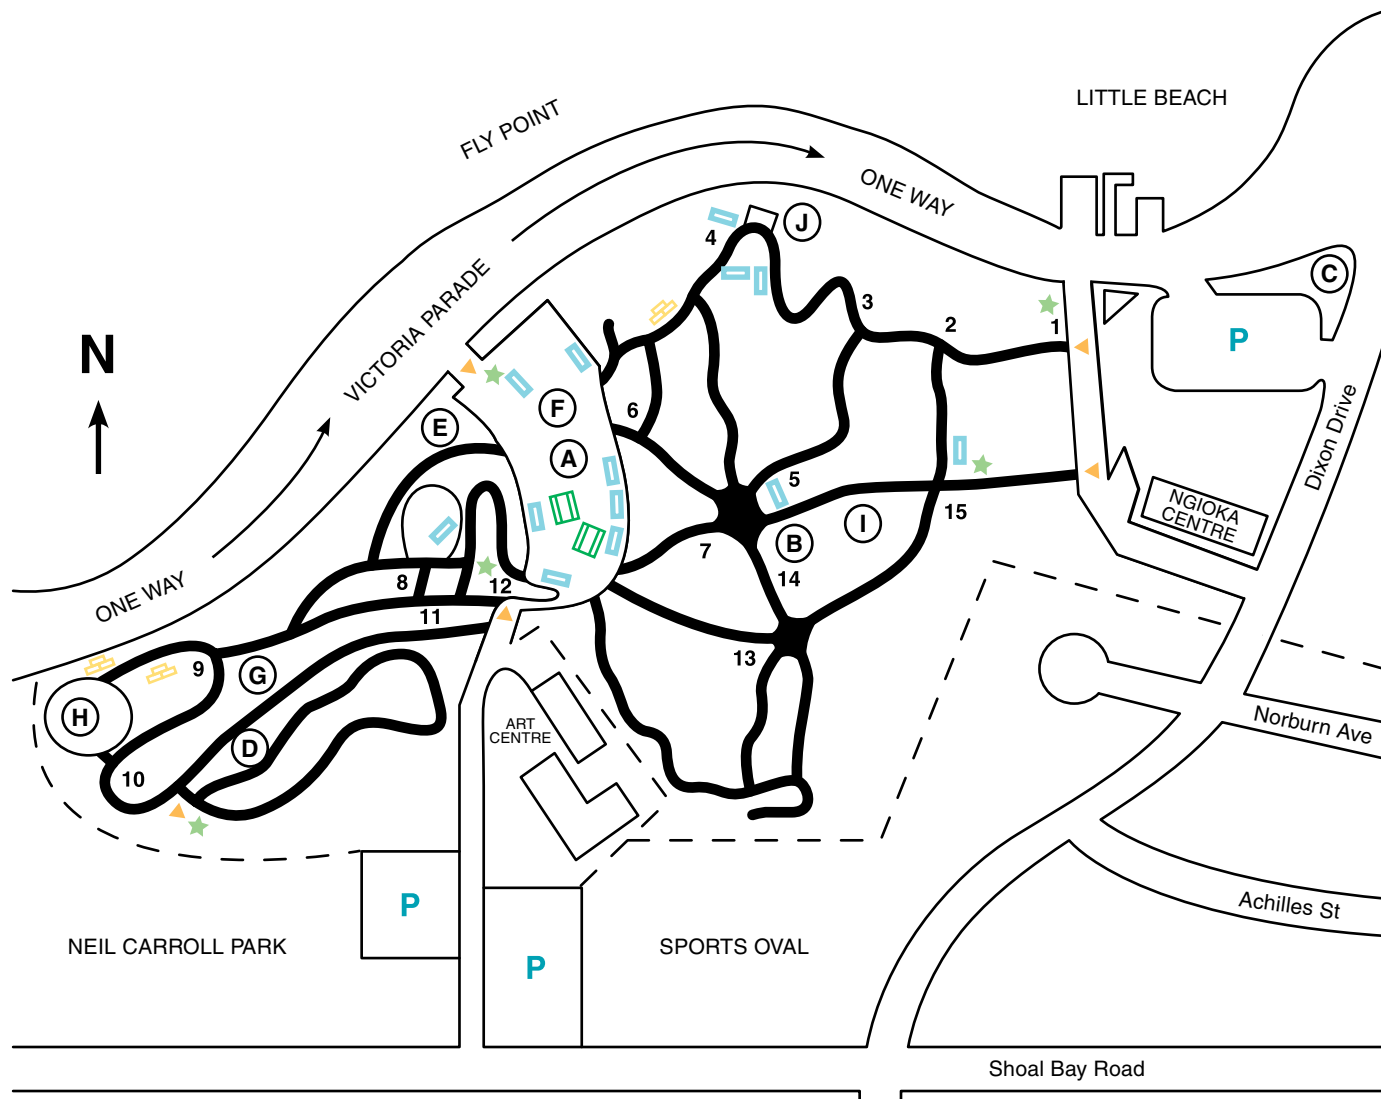 LITTLE BEACH
FLY POINT
ONE WAY
J
4
C
VICTORIA PARADE
3
2
1
P
N
F
6
E
A
Dixon Drive
5
15
NGIOKA
CENTRE
I
B
7
14
8
12
ONE WAY
11
13
9
G
H
D
10
ART
CENTRE
Norburn Ave
P
Achilles St
NEIL CARROLL PARK
SPORTS OVAL
P
Shoal Bay Road